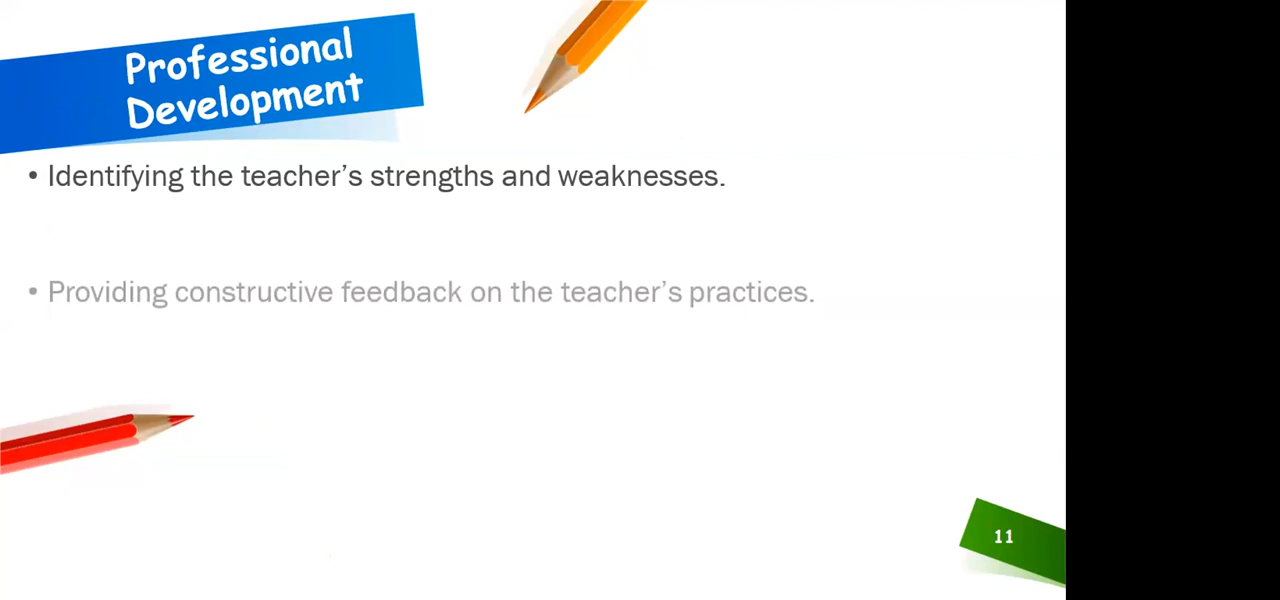 Professional
Development
• Identifying the teacher’s strengths and weaknesses.
• Providing constructive feedback on the teacher’s practices.
11